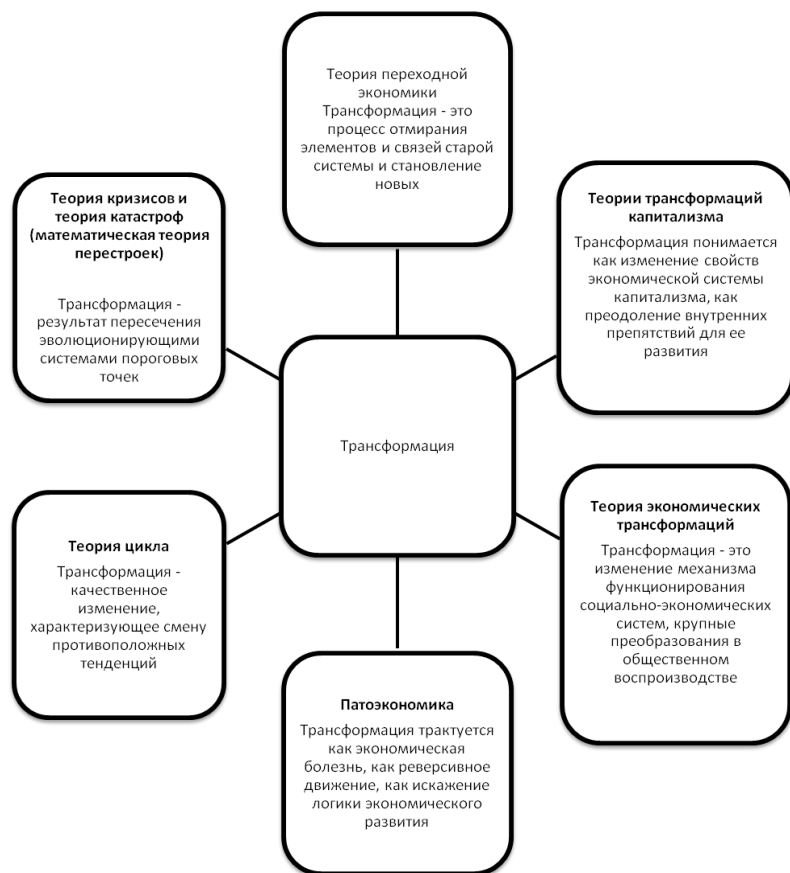 Теория переходной
экономики
Трансформация - это
процесс отмирания
элементов и связей старой
системы и становление
новых
Теория кризисов и
теория катастроф
(математическая теория
перестроек)
Трансформация -
результат пересечения
эволюционирующими
системами пороговых
точек
Теории трансформаций
капитализма
Трансформация понимается
как изменение свойств
экономической системы
капитализма, как
преодоление внутренних
препятствий для ее
развития
Трансформация
Теория цикла
Трансформация -
качественное
изменение,
характеризующее смену
противоположных
тенденций
Теория экономических
трансформаций
Трансформация - это
изменение механизма
функционирования
социально-экономических
систем, крупные
преобразования в
общественном
воспроизводстве
Патоэкономика
Трансформация трактуется
как экономическая
болезнь, как реверсивное
движение, как искажение
логики экономического
развития